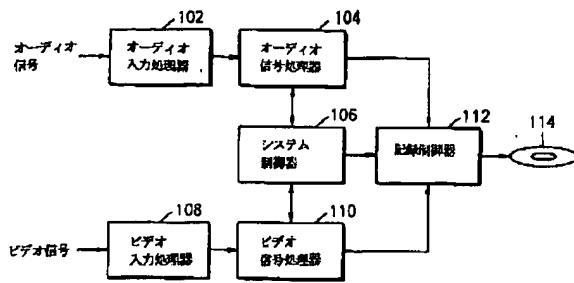 102
104
オーディオ
信号
オーディオ
入力処理器
オーディオ
信号処理器
106
112
114
システム
制御器
記録制御器
108
110
ビデオ信号
ビデオ
入力処理器
ビデオ
信号処理器